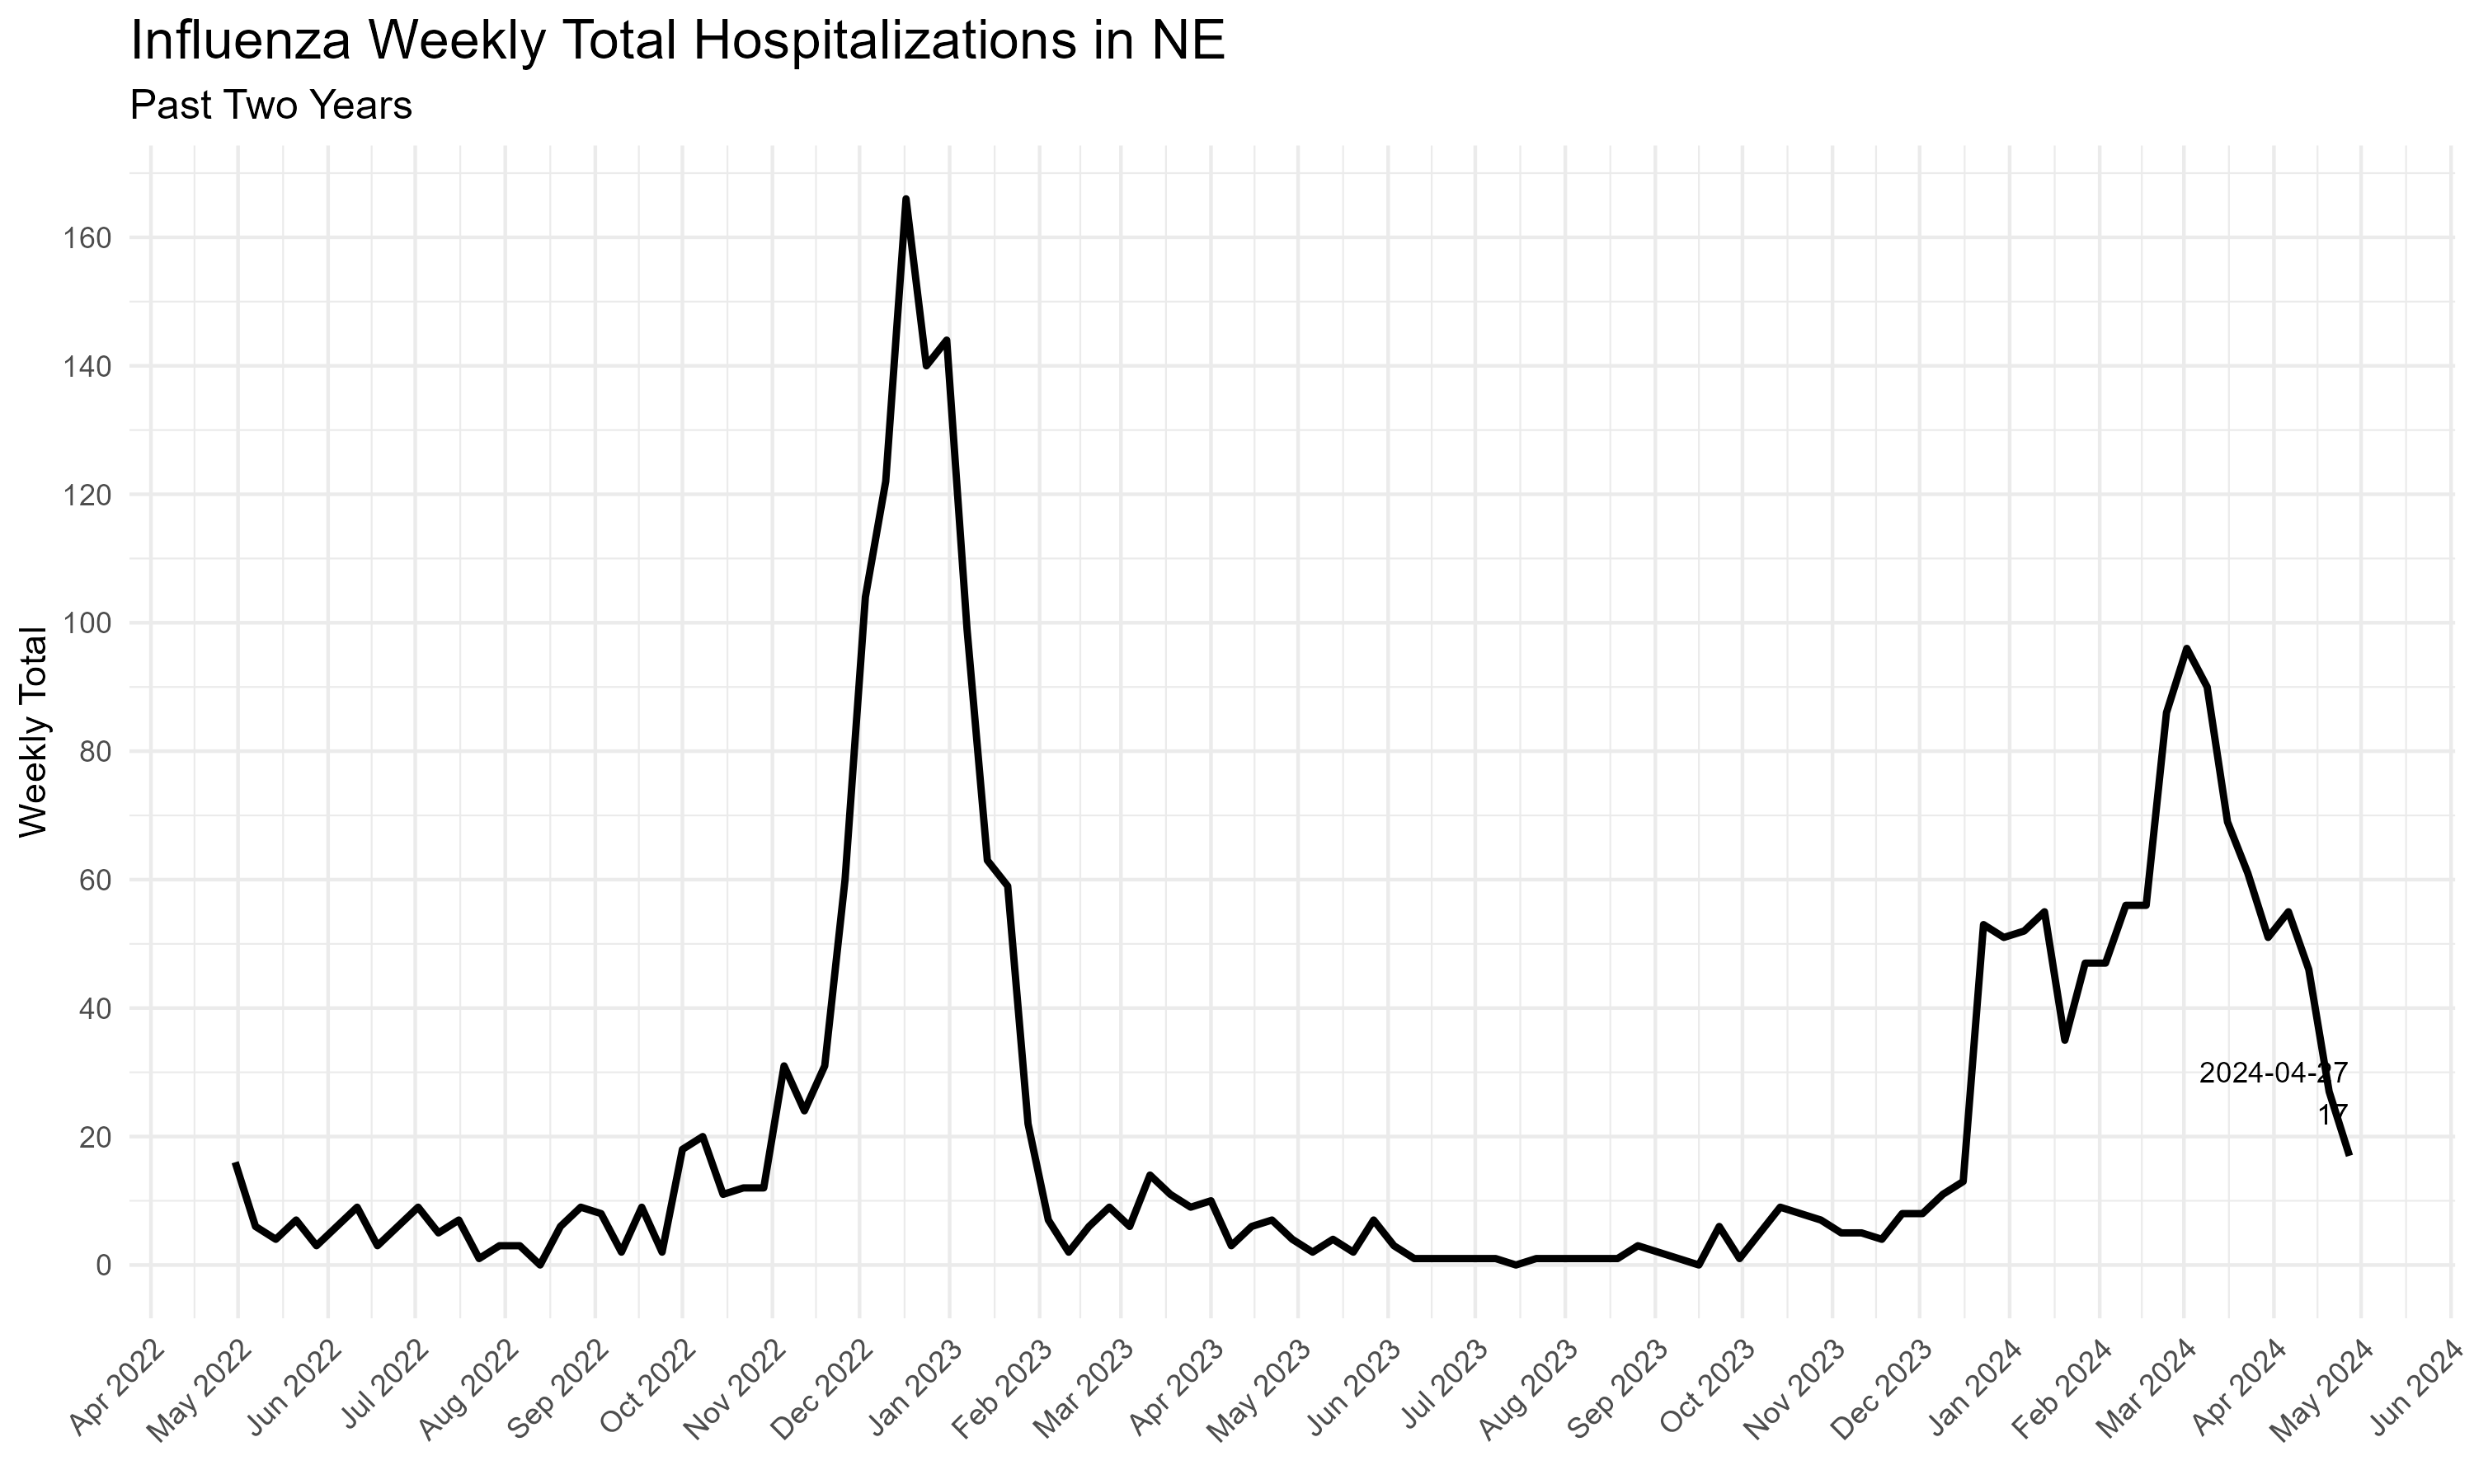 Influenza Weekly Total Hospitalizations in NE
Past Two Years
Weekly Total
160
140
120
100
80
60
40
20
0
2024-04-27
17
Apr 2022
May 2022
Jun 2022
Jul 2022
Aug 2022
Sep 2022
Oct 2022
Nov 2022
Dec 2022
Jan 2023
Feb 2023
Mar 2023
Apr 2023
May 2023
Jun 2023
Jul 2023
Aug 2023
Sep 2023
Oct 2023
Nov 2023
Dec 2023
Jan 2024
Feb 2024
Mar 2024
Apr 2024
May 2024
Jun 2024